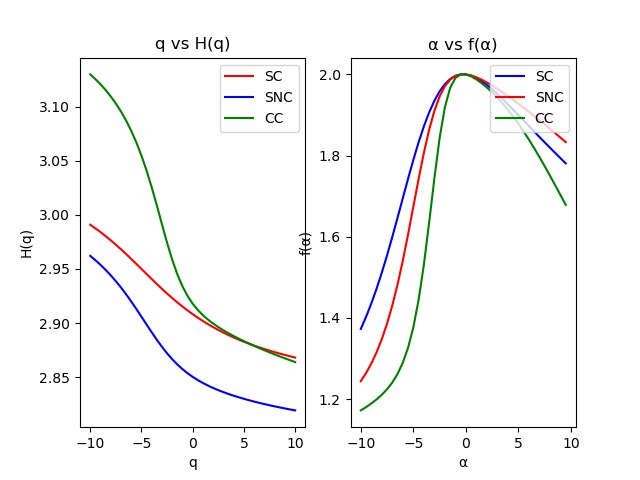 q vs H(q)
SC
SNC
CC
3.10
3.05
3.00
2.95
2.90
2.85
H(q)
−10
−5
0
5
10
q
α vs f(α)
SC
SNC
CC
2.0
1.8
1.6
1.4
1.2
f(α)
−10
−5
0
5
10
α